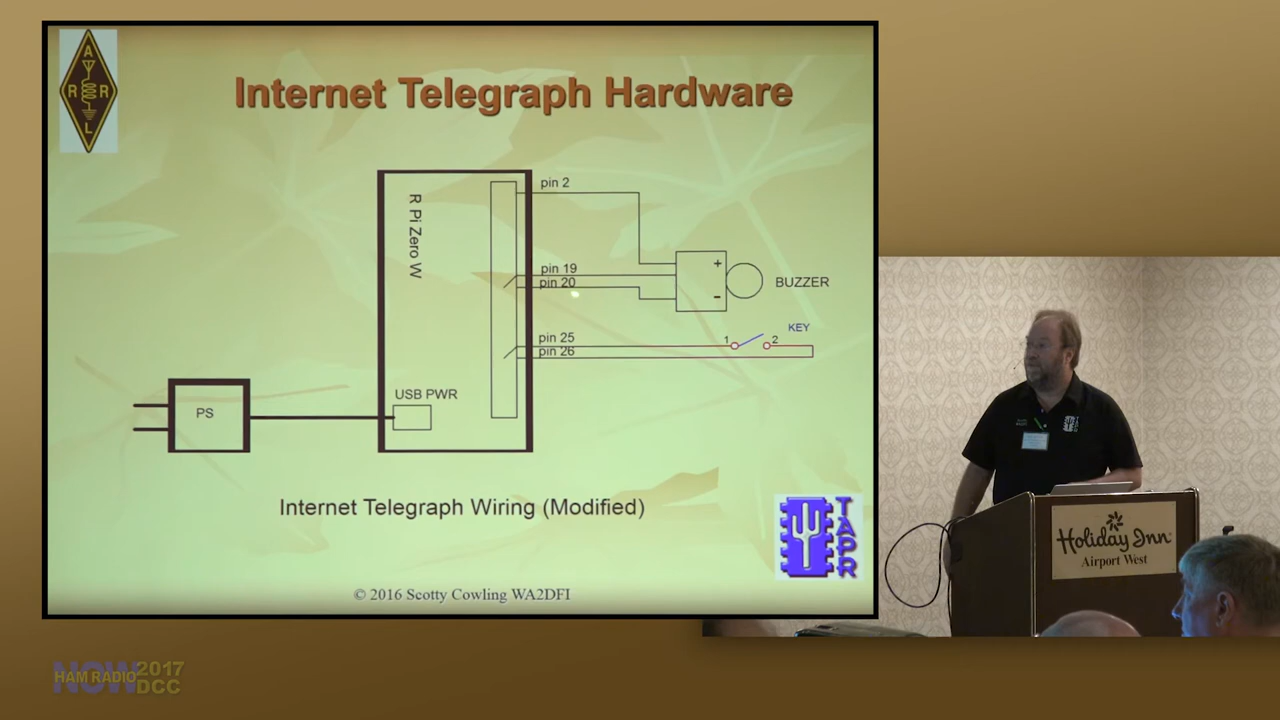 A
R R
L
Internet Telegraph Hardware
R Pi Zero W
pin 2
pin 19
pin 20
+
-
BUZZER
pin 25
pin 26
1
2
KEY
USB PWR
PS
Internet Telegraph Wiring (Modified)
TAPR
© 2016 Scotty Cowling WA2DFI
Holiday Inn
Airport West
NOW
HAM RADIO 2017
DCC